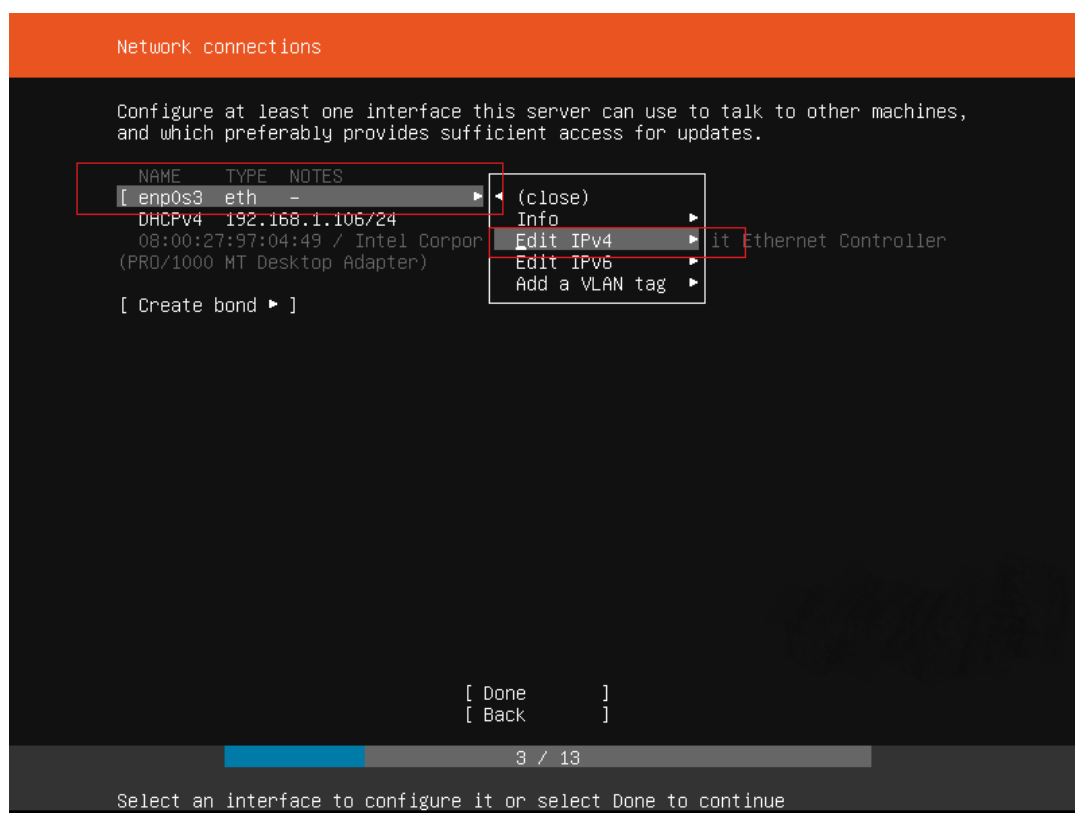 Network connections
Configure at least one interface this server can use to talk to other machines,
and which preferably provides sufficient access for updates.
NAME TYPE NOTES
[ enp0s3 eth – ▸
DHCPv4 192.168.1.106/24
08:00:27:97:04:49 / Intel Corpor it Ethernet Controller
(PRO/1000 MT Desktop Adapter)
◂ (close)
Info ▸
Edit IPv4 ▸
Edit IPv6 ▸
Add a VLAN tag ▸
[ Create bond ▸ ]
[ Done ]
[ Back ]
3 / 13
Select an interface to configure it or select Done to continue